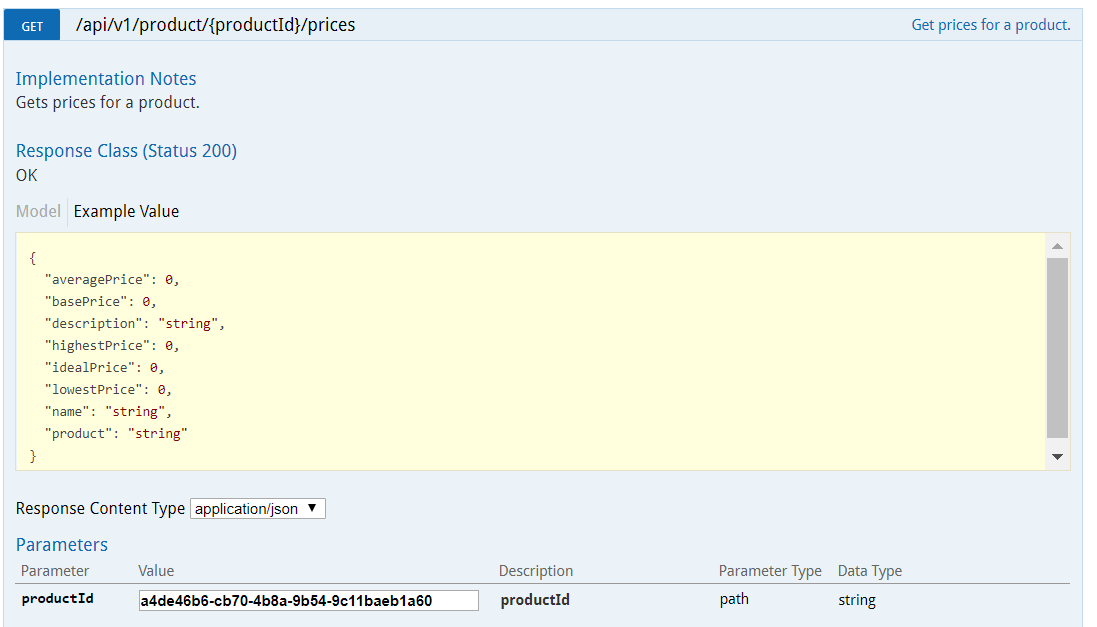 GET /api/v1/product/{productId}/prices Get prices for a product.
Implementation Notes
Gets prices for a product.
Response Class (Status 200)
OK
Model Example Value
{
"averagePrice": 0,
"basePrice": 0,
"description": "string",
"highestPrice": 0,
"idealPrice": 0,
"lowestPrice": 0,
"name": "string",
"product": "string"
}
Response Content Type application/json
Parameters
Parameter Value Description Parameter Type Data Type
productId a4de46b6-cb70-4b8a-9b54-9c11baeb1a60 productId path string